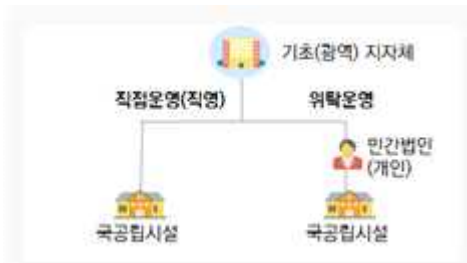 기초(광역) 지자체
직접운영(직영)
위탁운영
민간법인
(개인)
국공립시설
국공립시설